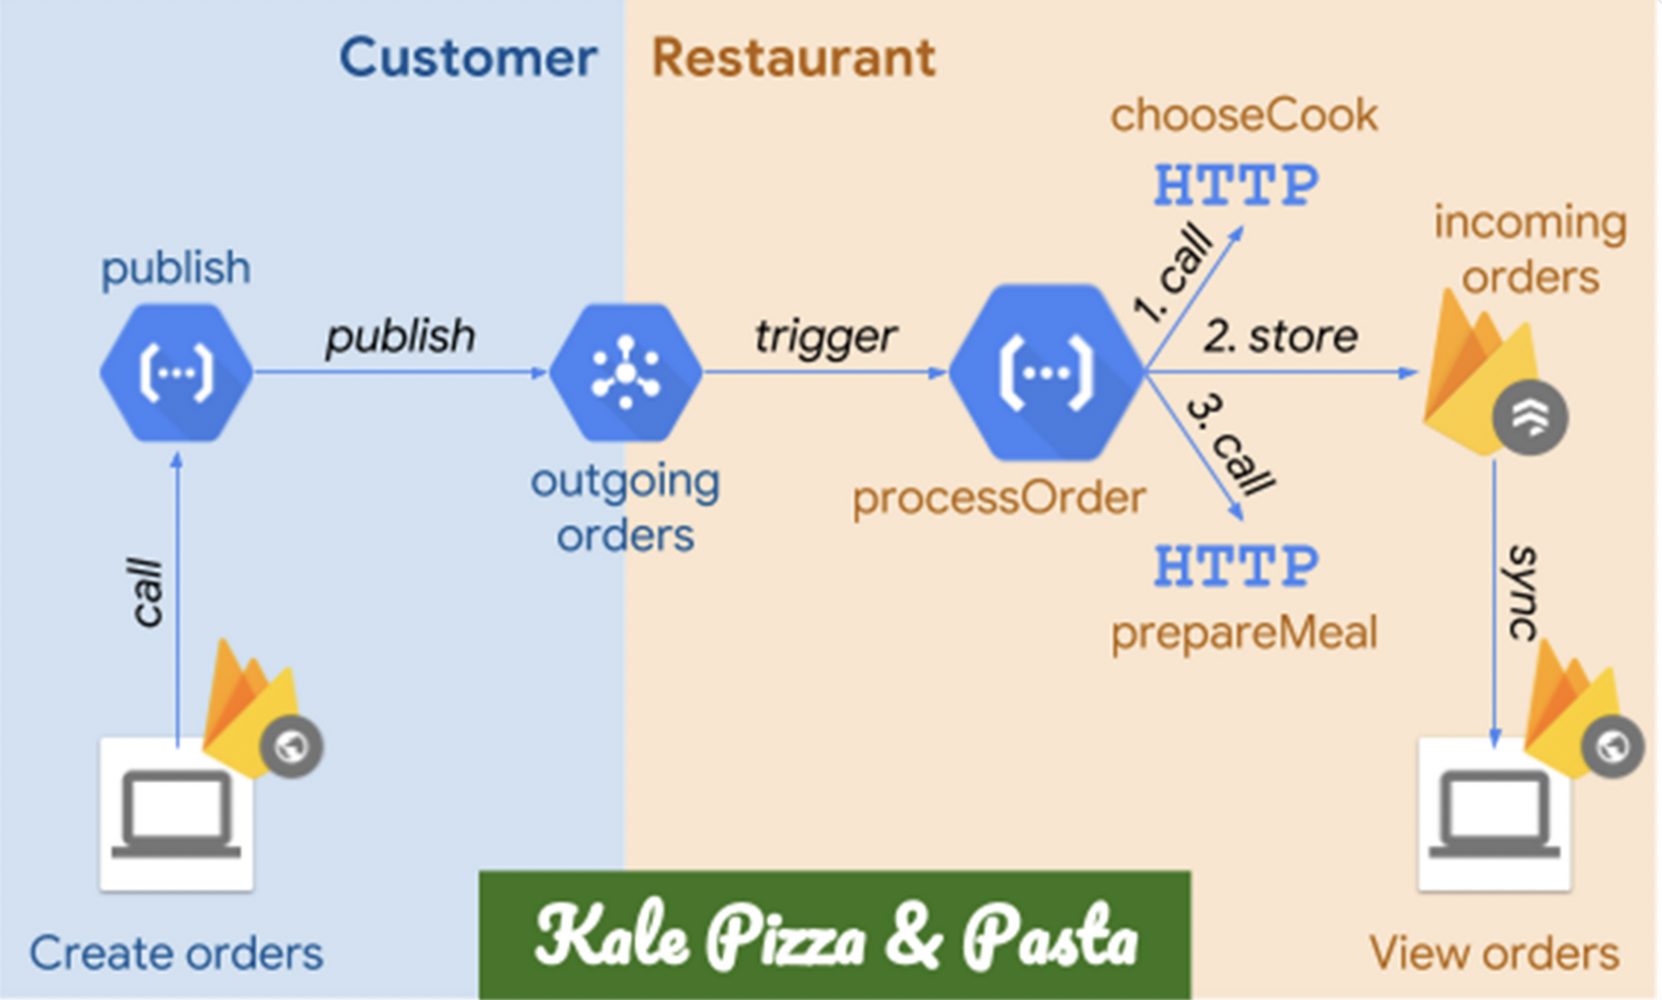 Customer
Restaurant
chooseCook
HTTP
incoming
orders
publish
publish
trigger
1. call
2. store
3. call
outgoing
orders
processOrder
HTTP
prepareMeal
call
sync
Create orders
Kale Pizza & Pasta
View orders